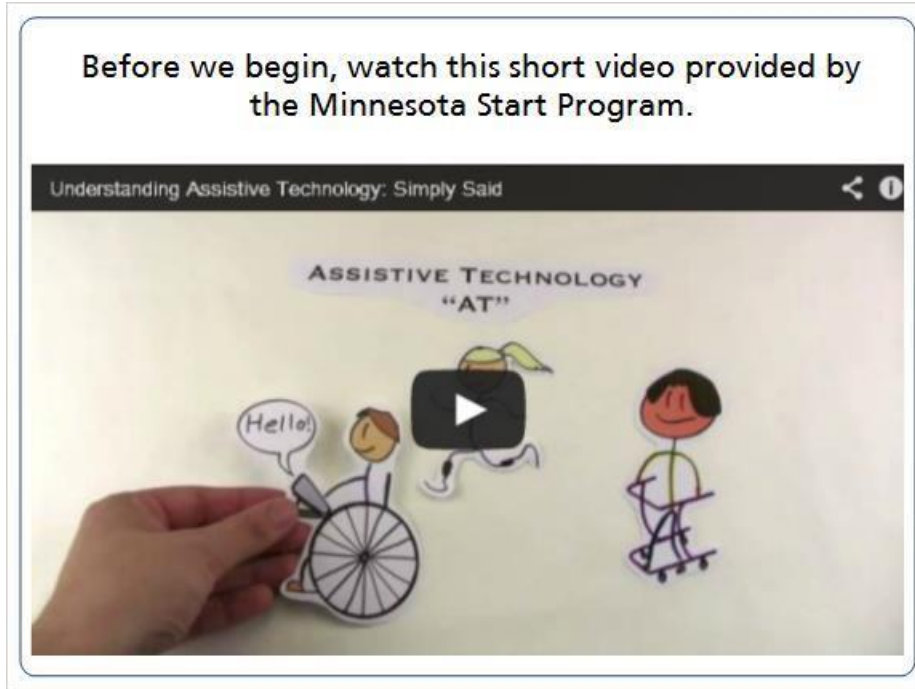 Before we begin, watch this short video provided by
the Minnesota Start Program.
Understanding Assistive Technology: Simply Said
ASSISTIVE TECHNOLOGY
“AT”
Hello!